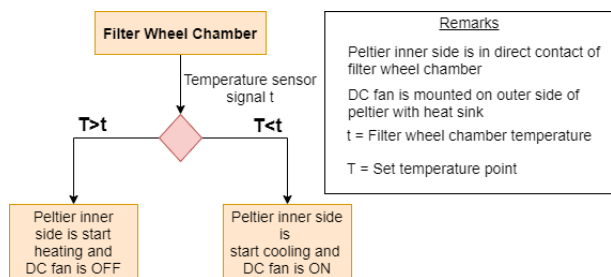 Filter Wheel Chamber
Temperature sensor
signal t
T>t
T<t
Peltier inner
side is start
heating and
DC fan is OFF
Peltier inner side
is
start cooling and
DC fan is ON
Remarks
Peltier inner side is in direct contact of
filter wheel chamber
DC fan is mounted on outer side of
peltier with heat sink
t = Filter wheel chamber temperature
T = Set temperature point